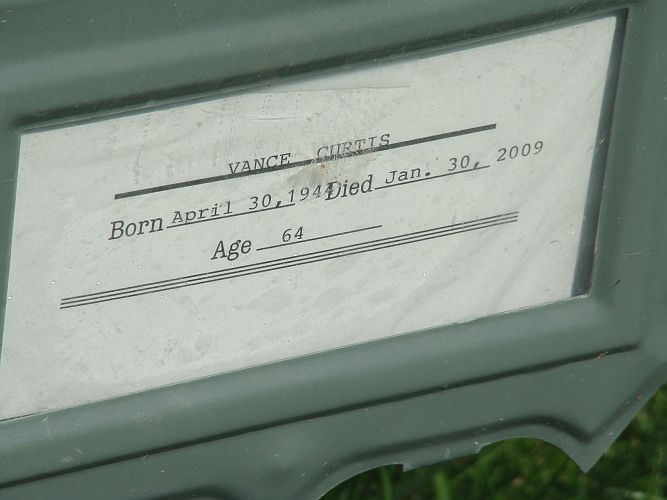 VANCE CURTIS
Born April 30,1944 Died Jan. 30, 2009
Age 64